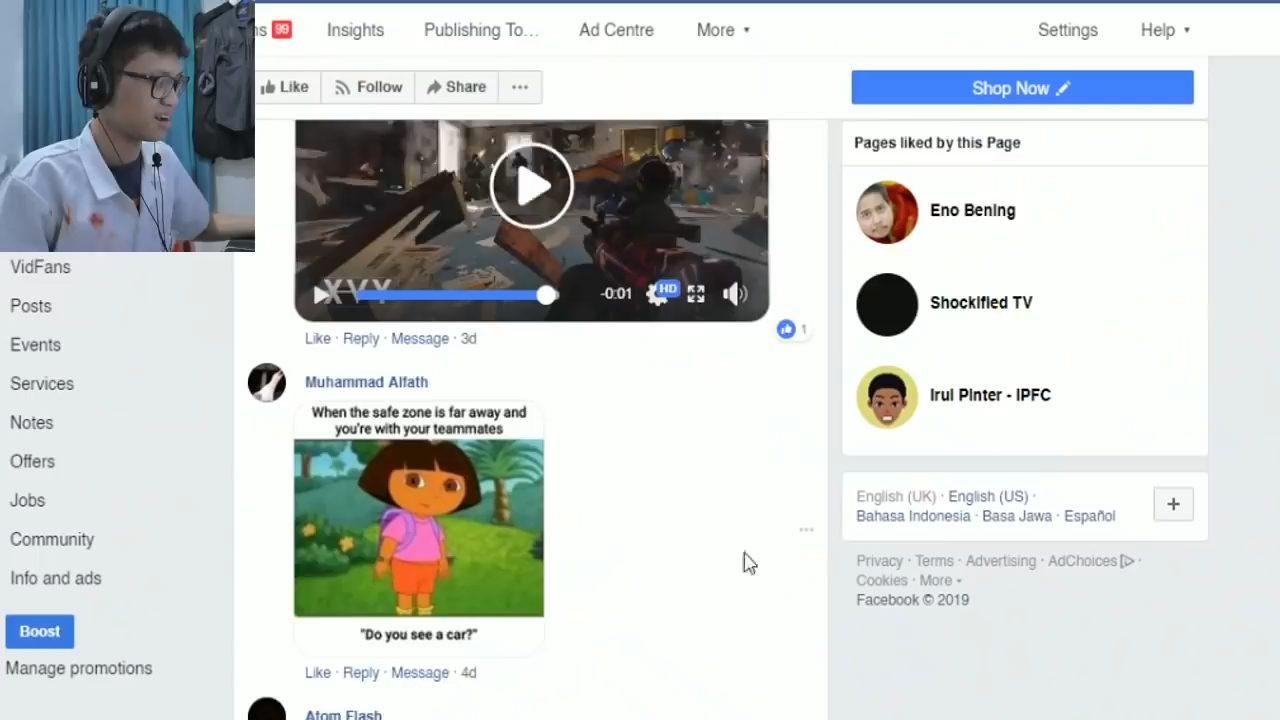 99
Insights
Publishing To...
Ad Centre
More
Settings
Help
Like
Follow
Share
Shop Now
XVY
-0:01
HD
Like · Reply · Message · 3d
1
Muhammad Alfath
When the safe zone is far away and
you're with your teammates
"Do you see a car?"
Like · Reply · Message · 4d
Atom Flash
VidFans
Posts
Events
Services
Notes
Offers
Jobs
Community
Info and ads
Boost
Manage promotions
Pages liked by this Page
Eno Bening
Shockified TV
Irul Pinter - IPFC
English (UK) · English (US) ·
Bahasa Indonesia · Basa Jawa · Español
+
Privacy · Terms · Advertising · AdChoices ·
Cookies · More
Facebook © 2019